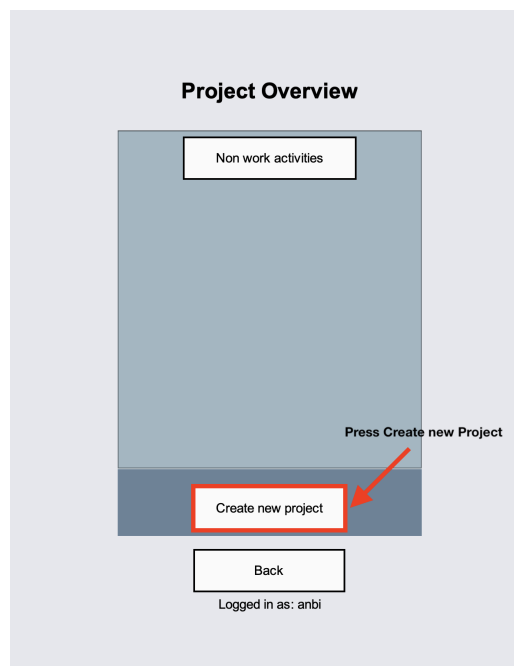 Project Overview
Non work activities
Press Create new Project
Create new project
Back
Logged in as: anbi